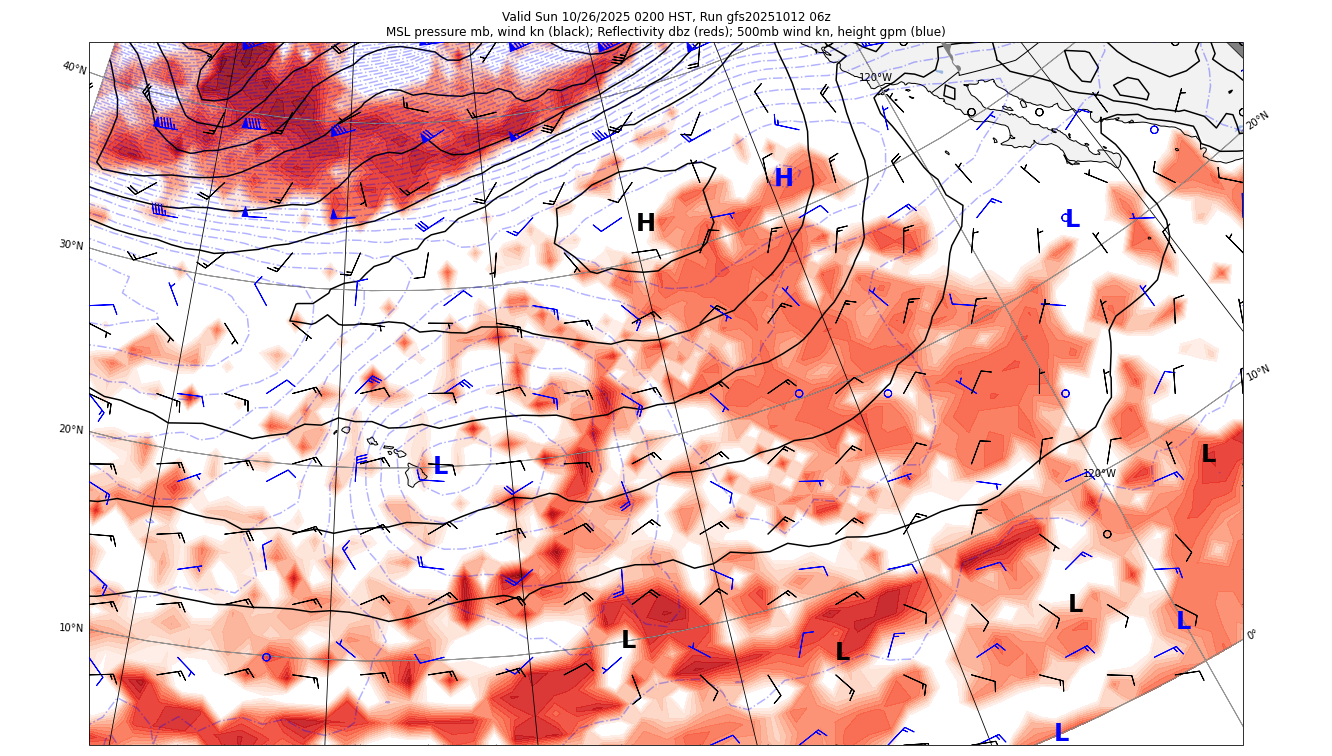 Valid Sun 10/26/2025 0200 HST, Run gfs20251012 06z
MSL pressure mb, wind kn (black); Reflectivity dbz (reds); 500mb wind kn, height gpm (blue)
40°N
120°W
20°N
H
L
H
30°N
10°N
20°N
L
L
120°W
L
L
10°N
L
L
0°
L